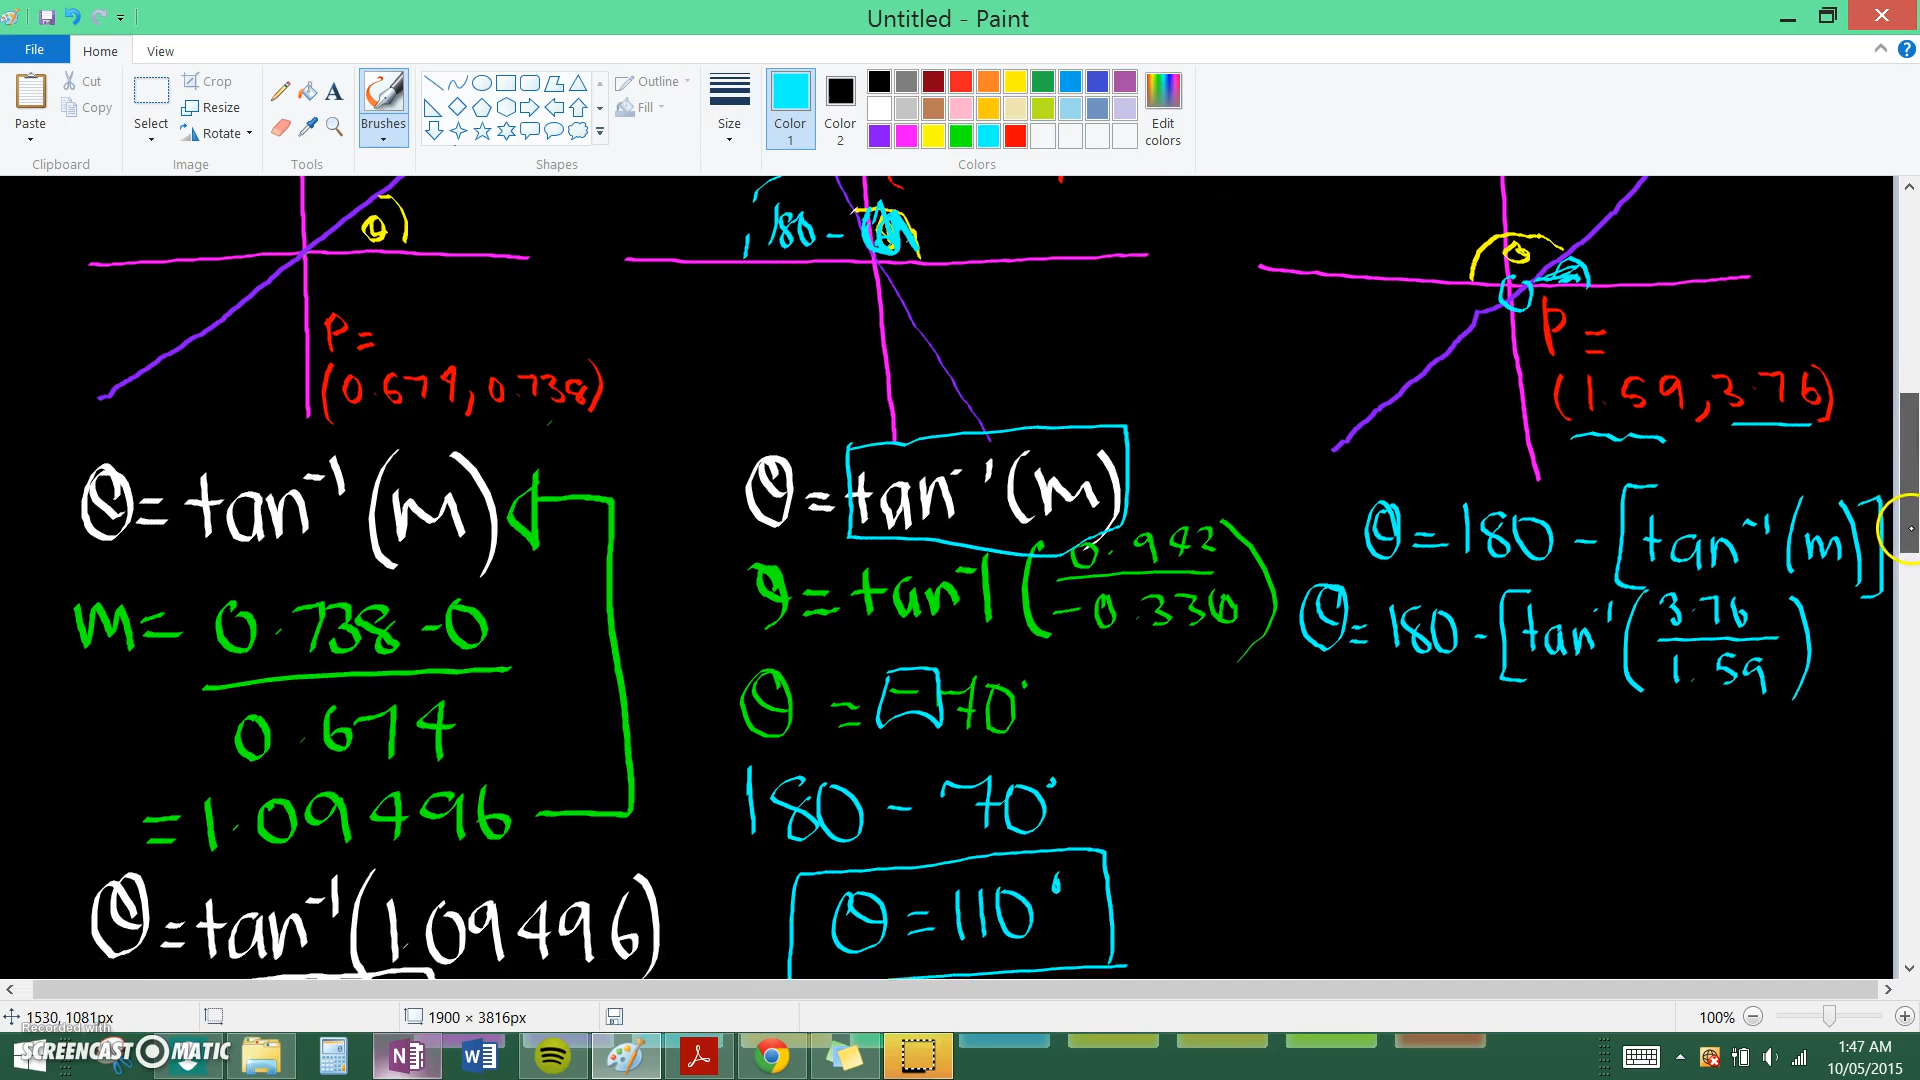 Untitled - Paint
File Home View
Paste
Cut
Copy
Clipboard
Select
Crop
Resize
Rotate
Image
Tools
Brushes
Shapes
Outline
Fill
Size
Color 1
Color 2
Edit colors
Colors
θ
P =
(0.674, 0.738)
θ = tan⁻¹ (m)
m = 0.738 - 0
0.674
= 1.09496
θ = tan⁻¹ (1.09496)
180 -
θ = tan⁻¹ (m)
θ = tan⁻¹ (0.942
-0.330)
θ = -70°
180 - 70°
θ = 110°
θ
P =
(1.59, 3.76)
θ = 180 - [tan⁻¹ (m)]
θ = 180 - [tan⁻¹ (3.76
1.59)
1530, 1081px
1900 × 3816px
100%
Recorded with
SCREENCAST MATIC
1:47 AM
10/05/2015